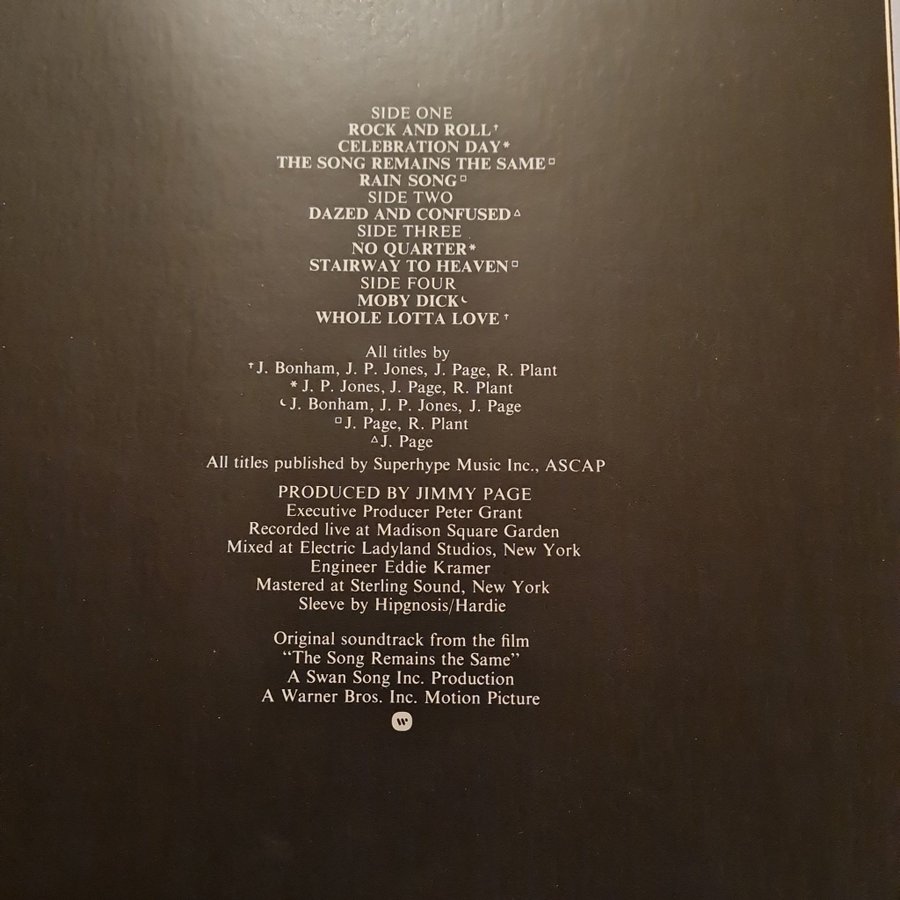 SIDE ONE
ROCK AND ROLL†
CELEBRATION DAY*
THE SONG REMAINS THE SAME□
RAIN SONG□
SIDE TWO
DAZED AND CONFUSED△
SIDE THREE
NO QUARTER*
STAIRWAY TO HEAVEN□
SIDE FOUR
MOBY DICK☾
WHOLE LOTTA LOVE†
All titles by
†J. Bonham, J. P. Jones, J. Page, R. Plant
*J. P. Jones, J. Page, R. Plant
☾J. Bonham, J. P. Jones, J. Page
□J. Page, R. Plant
△J. Page
All titles published by Superhype Music Inc., ASCAP
PRODUCED BY JIMMY PAGE
Executive Producer Peter Grant
Recorded live at Madison Square Garden
Mixed at Electric Ladyland Studios, New York
Engineer Eddie Kramer
Mastered at Sterling Sound, New York
Sleeve by Hipgnosis/Hardie
Original soundtrack from the film
“The Song Remains the Same”
A Swan Song Inc. Production
A Warner Bros. Inc. Motion Picture